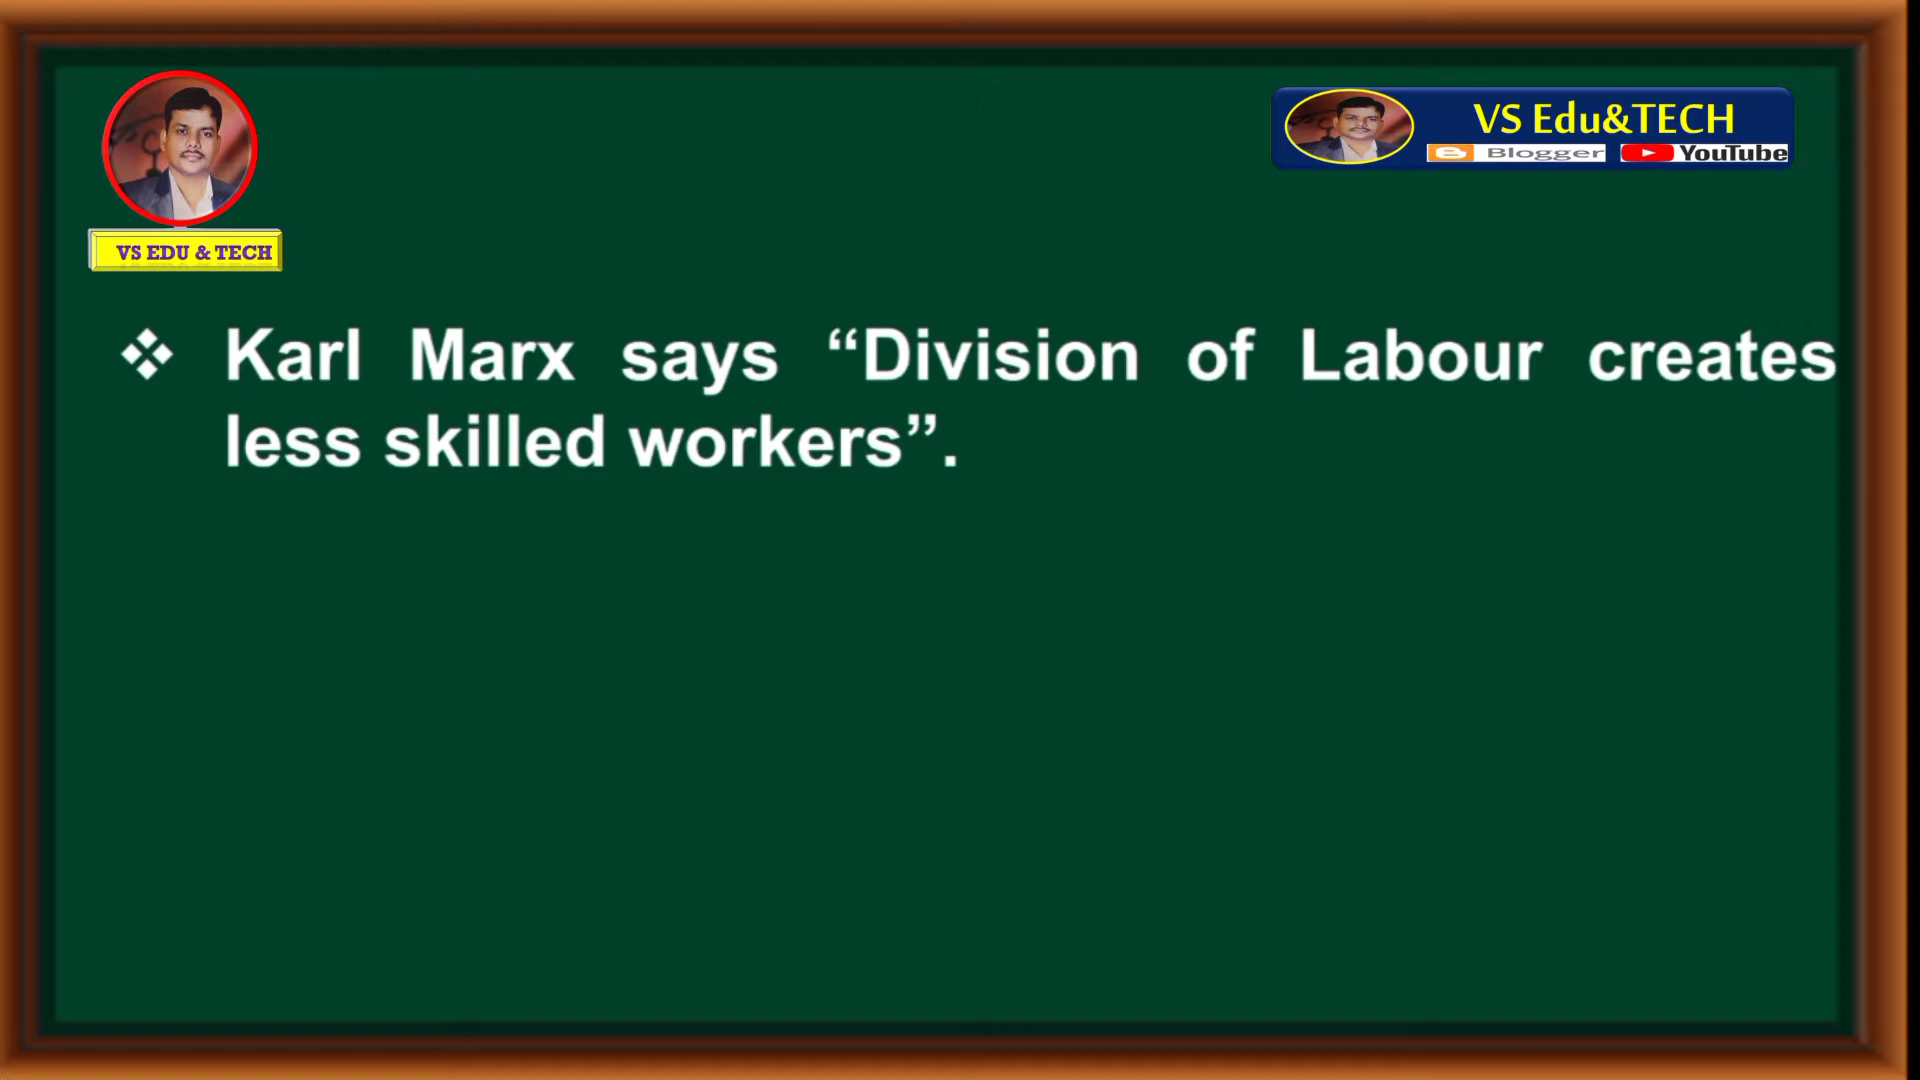 VS Edu&TECH
Blogger YouTube
VS EDU & TECH
❖ Karl Marx says “Division of Labour creates
less skilled workers”.